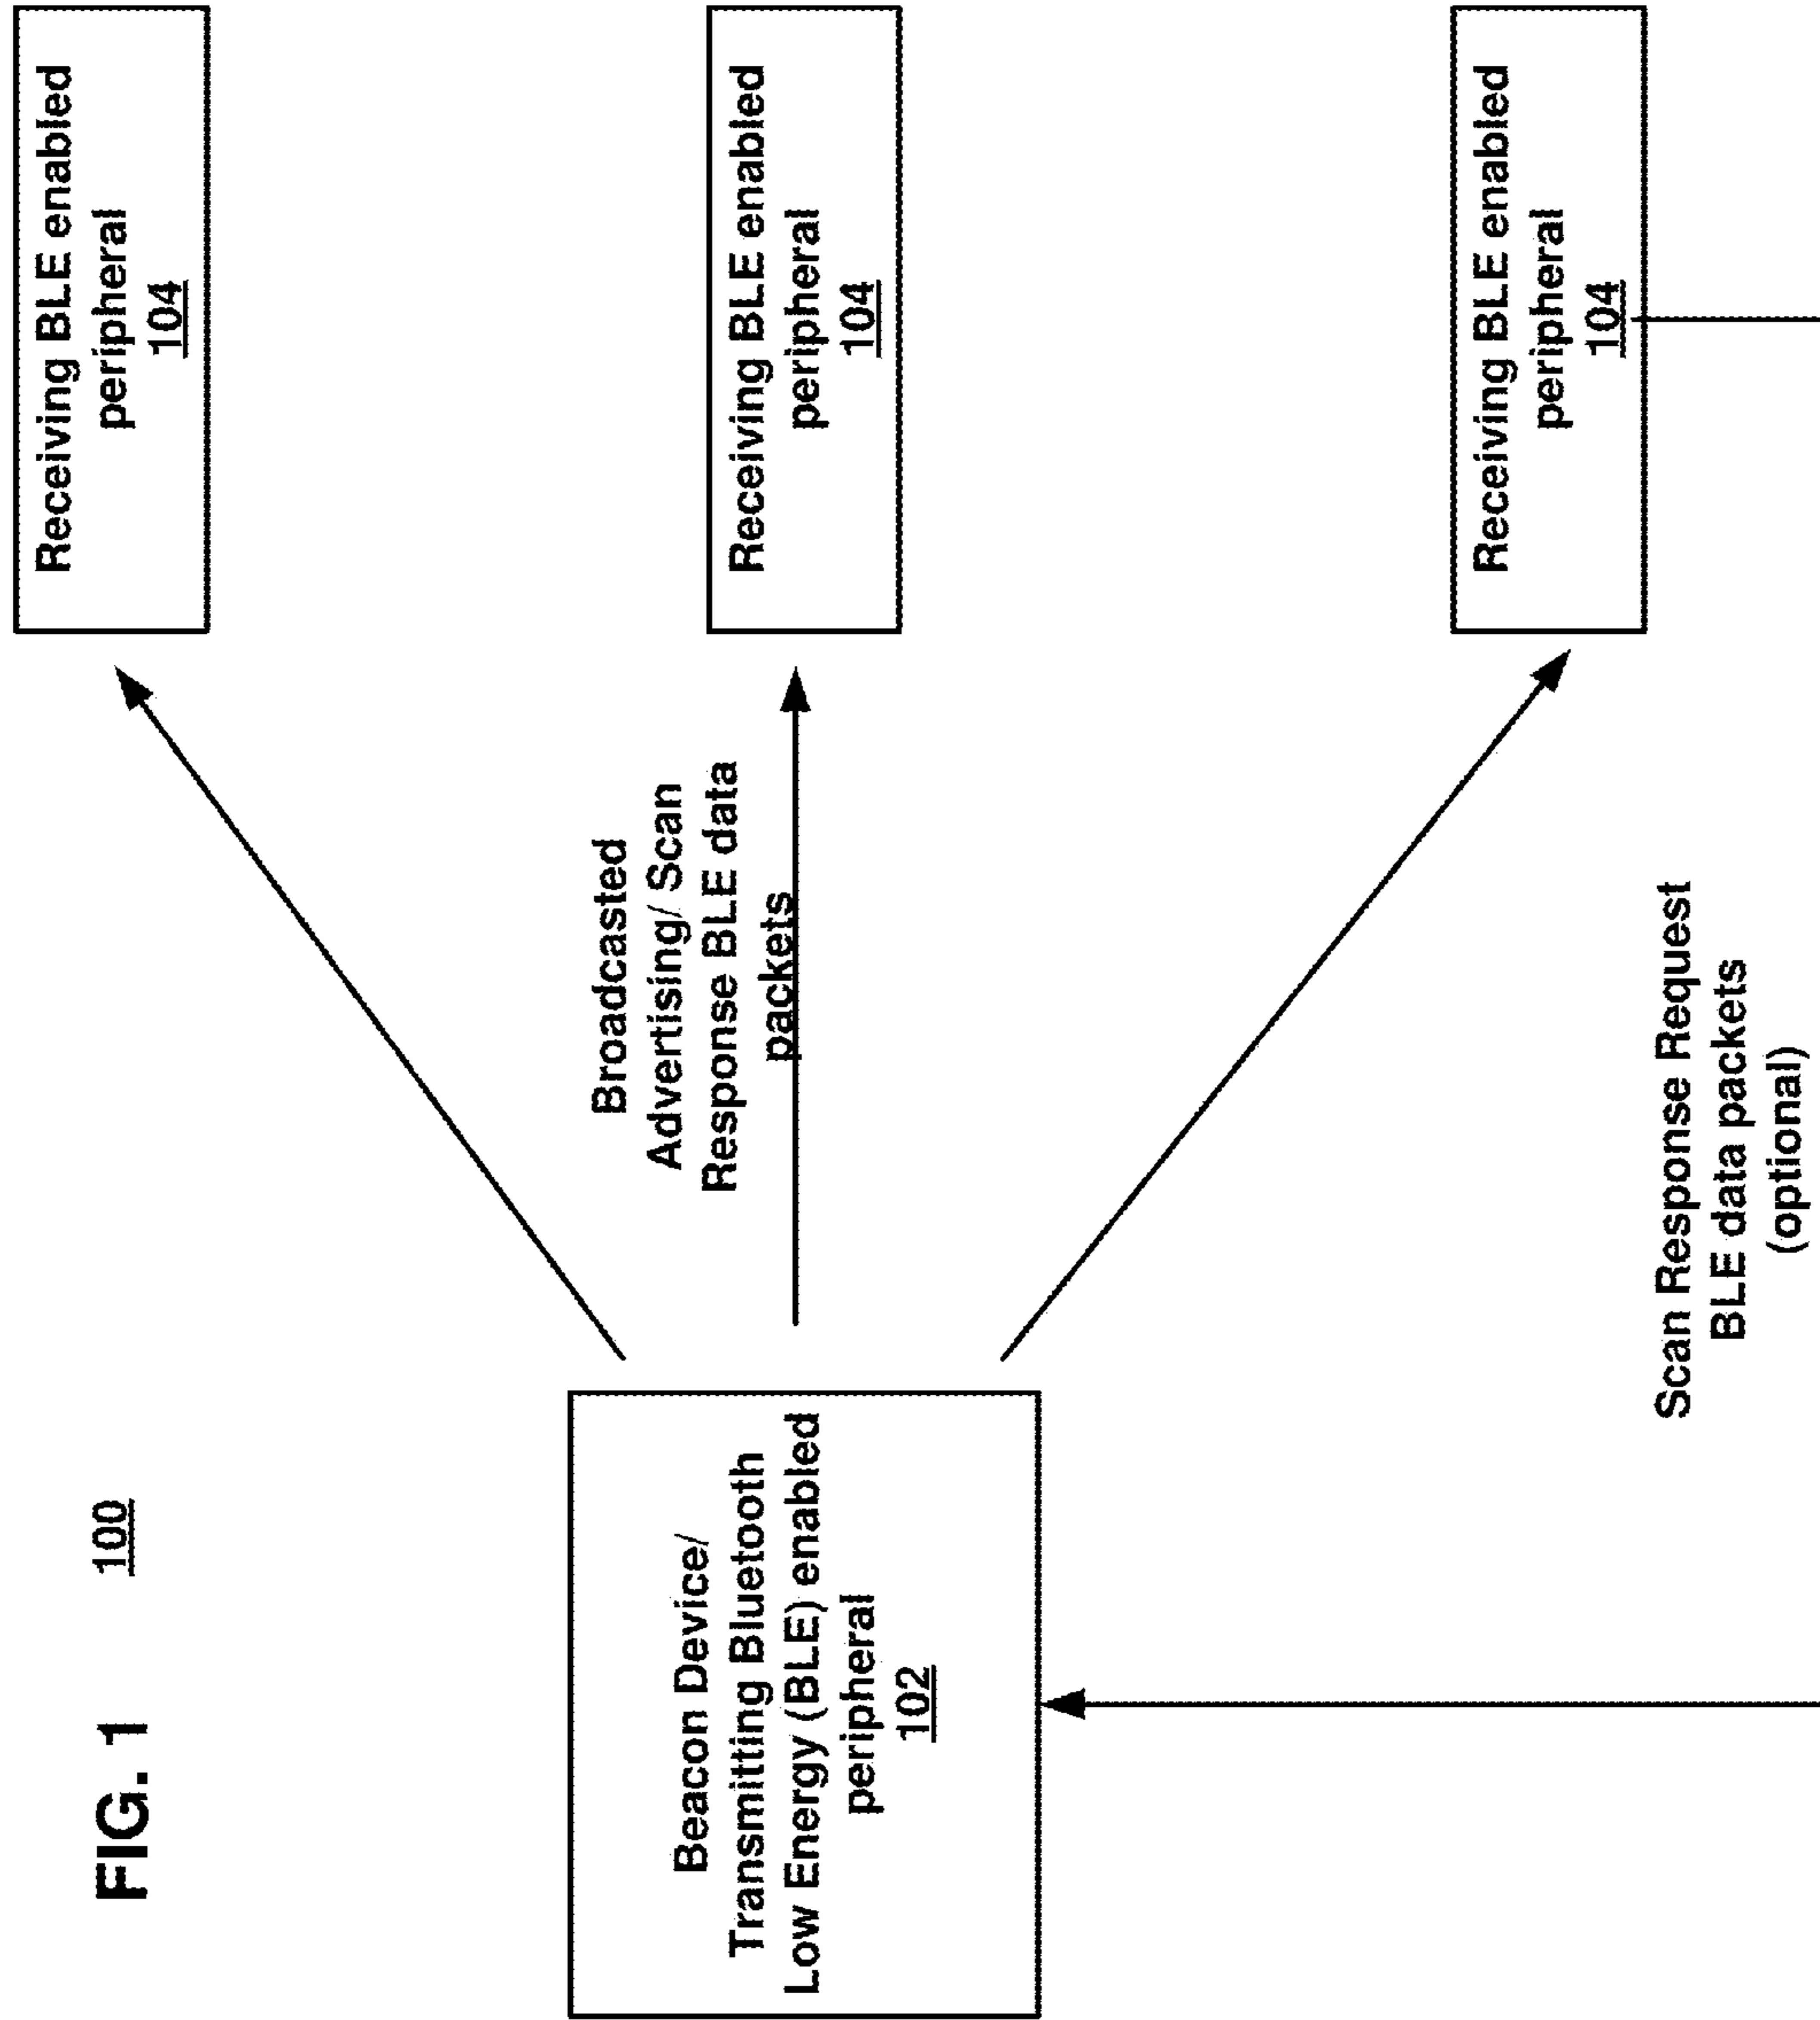 FIG. 1
100
Beacon Device/
Transmitting Bluetooth
Low Energy (BLE) enabled
peripheral
102
Broadcasted
Advertising/ Scan
Response BLE data
packets
Receiving BLE enabled
peripheral
104
Receiving BLE enabled
peripheral
104
Receiving BLE enabled
peripheral
104
Scan Response Request
BLE data packets
(optional)